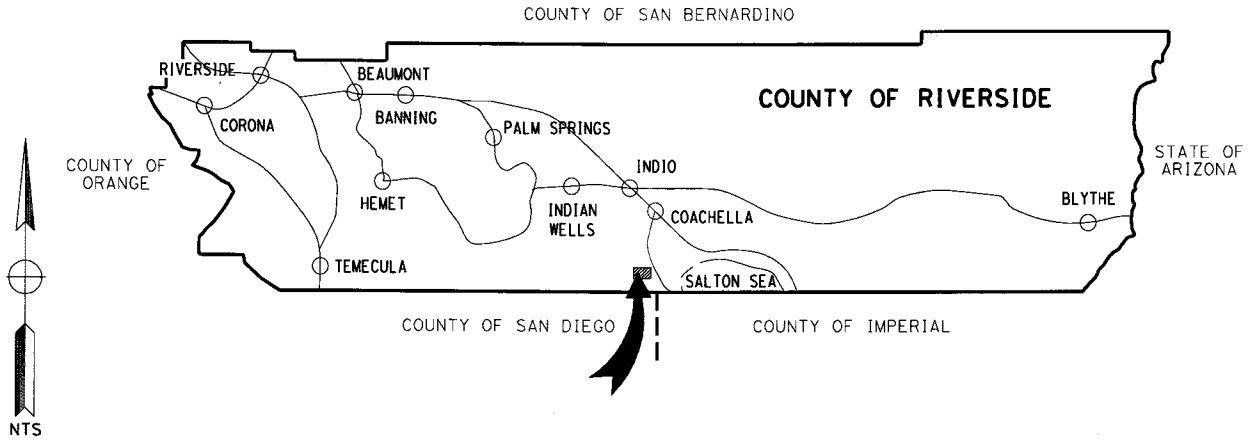 COUNTY OF SAN BERNARDINO
RIVERSIDE
BEAUMONT
COUNTY OF RIVERSIDE
CORONA
BANNING
PALM SPRINGS
COUNTY OF
ORANGE
STATE OF
ARIZONA
INDIO
HEMET
INDIAN
WELLS
COACHELLA
BLYTHE
TEMECULA
SALTON SEA
COUNTY OF SAN DIEGO
COUNTY OF IMPERIAL
NTS